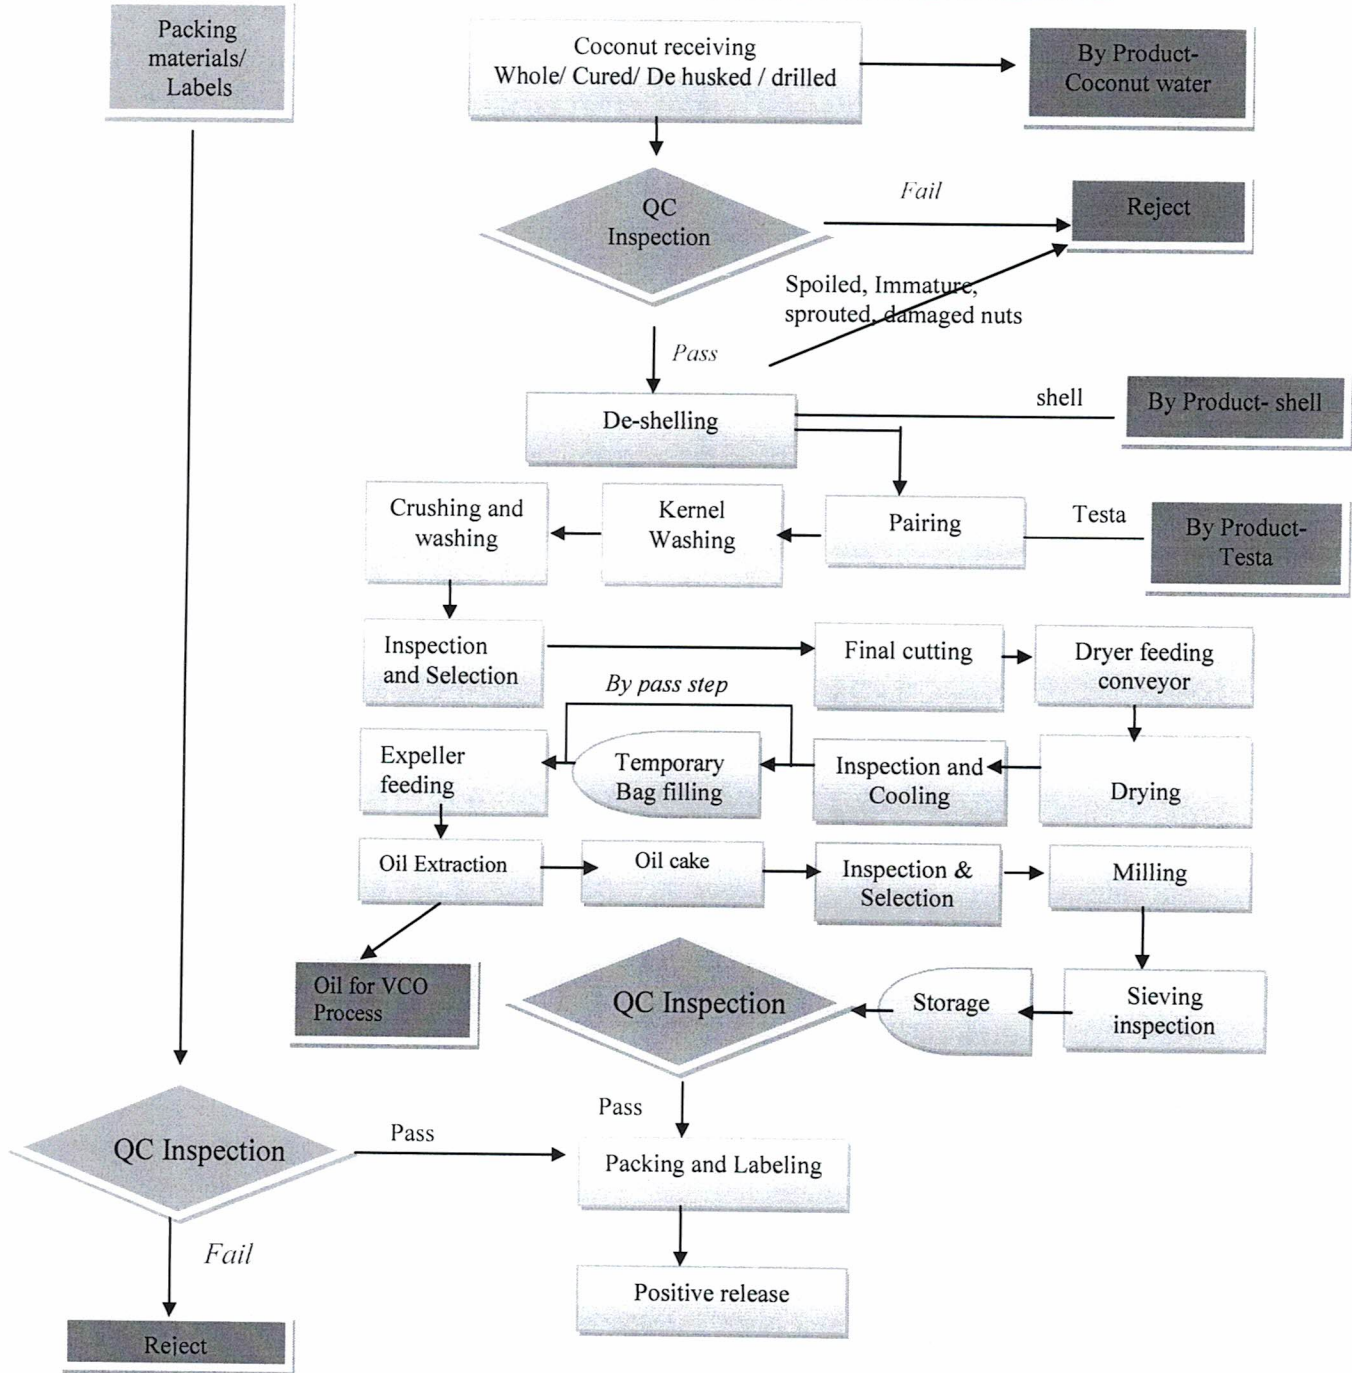 Packing
materials/
Labels
Coconut receiving
Whole/ Cured/ De husked / drilled
By Product-
Coconut water
QC
Inspection
Fail
Reject
Spoiled, Immature,
sprouted, damaged nuts
Pass
De-shelling
shell
By Product- shell
Crushing and
washing
Kernel
Washing
Pairing
Testa
By Product-
Testa
Inspection
and Selection
Final cutting
Dryer feeding
conveyor
By pass step
Expeller
feeding
Temporary
Bag filling
Inspection and
Cooling
Drying
Oil Extraction
Oil cake
Inspection &
Selection
Milling
Oil for VCO
Process
QC Inspection
Storage
Sieving
inspection
Pass
QC Inspection
Pass
Packing and Labeling
Fail
Positive release
Reject